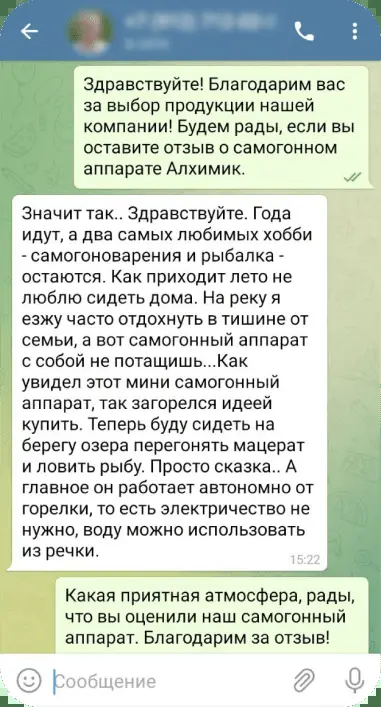 Здравствуйте! Благодарим вас
за выбор продукции нашей
компании! Будем рады, если вы
оставите отзыв о самогонном
аппарате Алхимик.
Значит так.. Здравствуйте. Года
идут, а два самых любимых хобби
- самогоноварения и рыбалка -
остаются. Как приходит лето не
люблю сидеть дома. На реку я
езжу часто отдохнуть в тишине от
семьи, а вот самогонный аппарат
с собой не потащишь...Как
увидел этот мини самогонный
аппарат, так загорелся идеей
купить. Теперь буду сидеть на
берегу озера перегонять мацерат
и ловить рыбу. Просто сказка.. А
главное он работает автономно от
горелки, то есть электричество не
нужно, воду можно использовать
из речки.
15:22
Какая приятная атмосфера, рады,
что вы оценили наш самогонный
аппарат. Благодарим за отзыв!
Сообщение